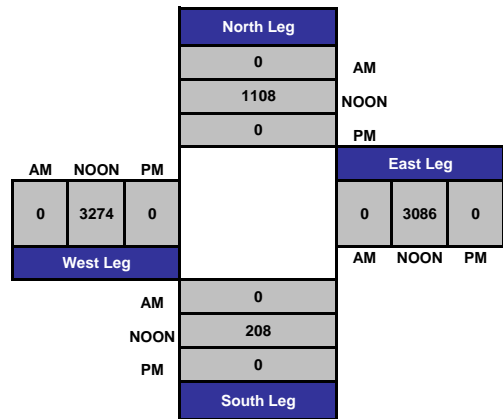 North Leg
0 AM
1108 NOON
0 PM
AM NOON PM
East Leg
0 3274 0
0 3086 0
West Leg
AM NOON PM
AM 0
NOON 208
PM 0
South Leg